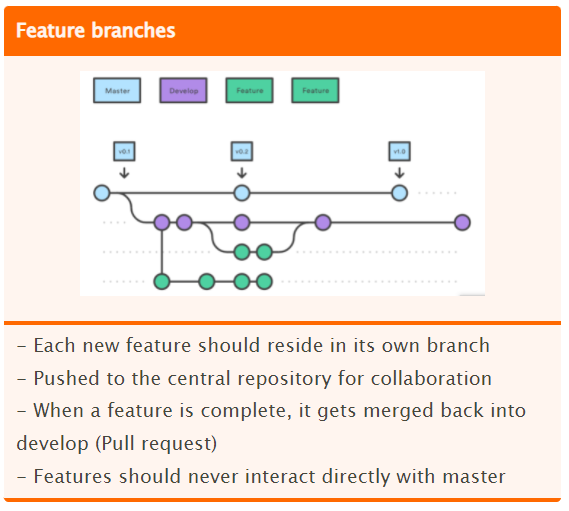 Feature branches
Master Develop Feature Feature
v0.1 v0.2 v1.0
– Each new feature should reside in its own branch
– Pushed to the central repository for collaboration
– When a feature is complete, it gets merged back into
develop (Pull request)
– Features should never interact directly with master